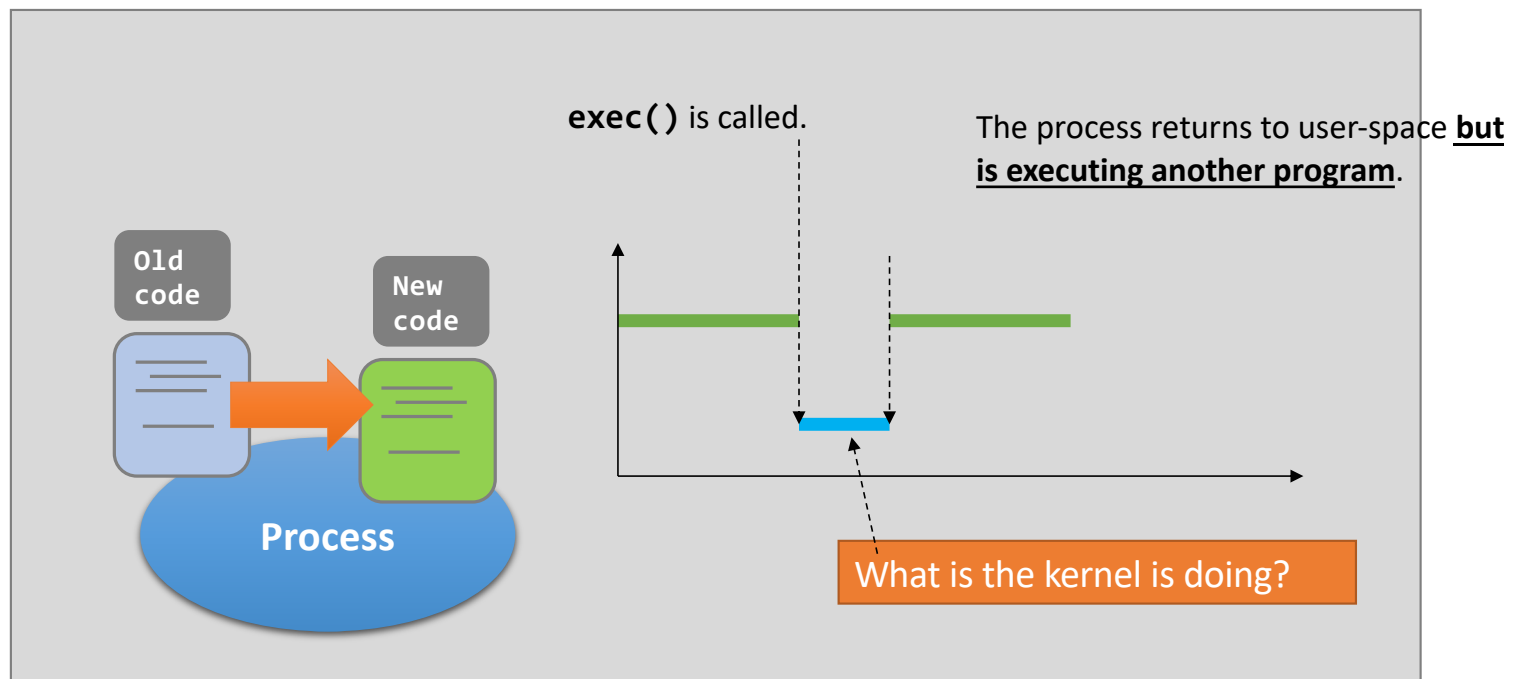 exec() is called.
The process returns to user-space but
is executing another program.
Old
code
New
code
Process
What is the kernel is doing?